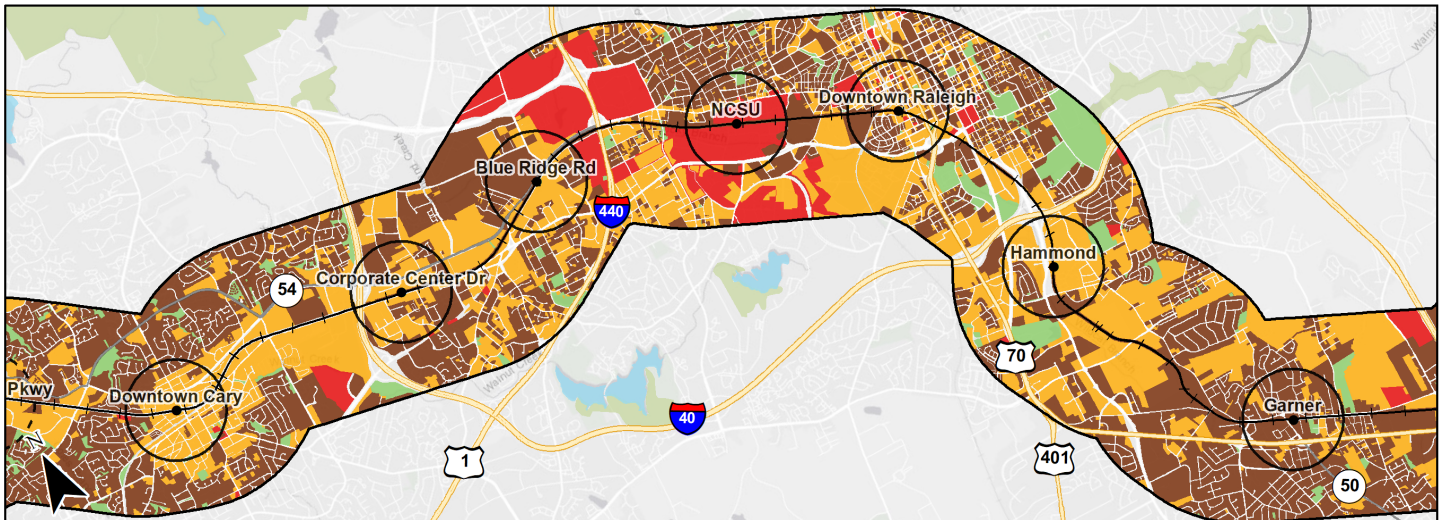 NCSU
Downtown Raleigh
Blue Ridge Rd
440
Hammond
Corporate Center Dr
54
70
Pkwy
Downtown Cary
Garner
40
N
1
401
50